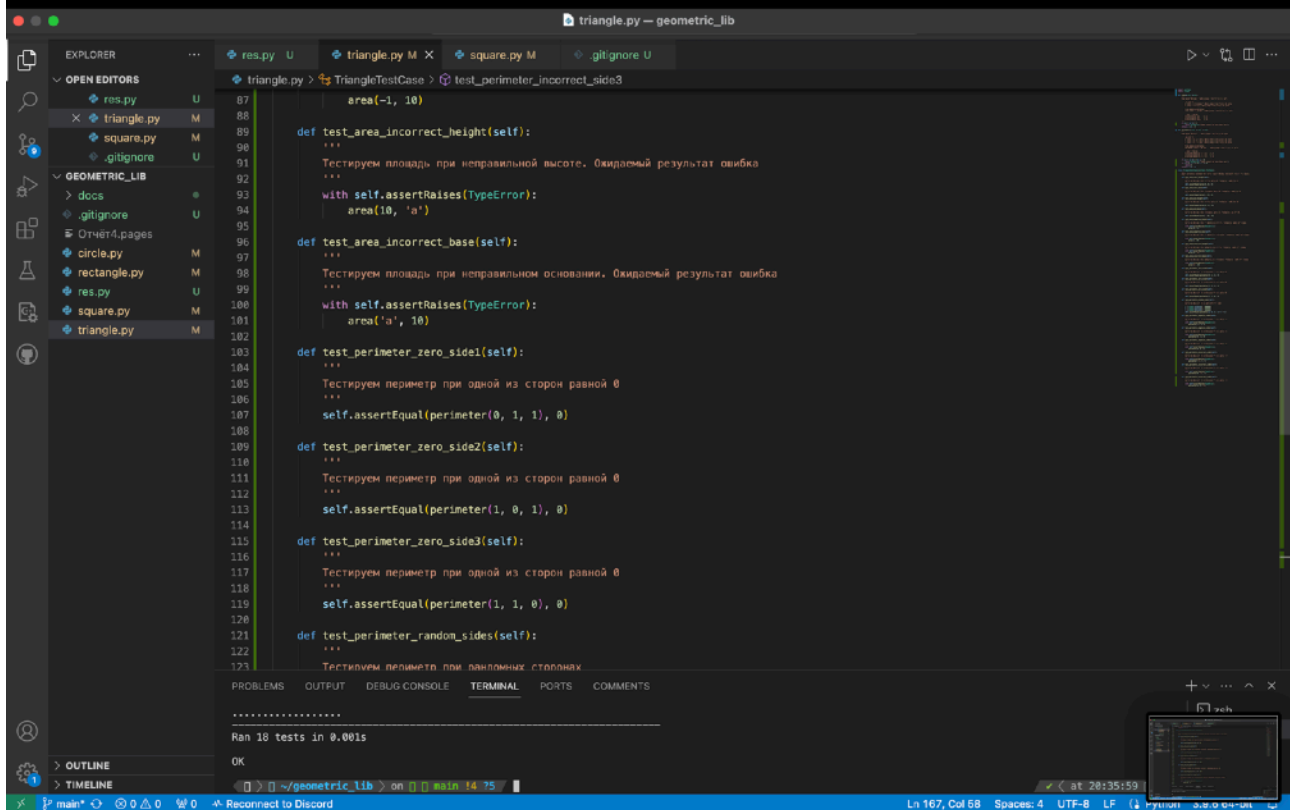 triangle.py — geometric_lib
EXPLORER
res.py U
triangle.py M
square.py M
.gitignore U
OPEN EDITORS
triangle.py > TriangleTestCase > test_perimeter_incorrect_side3
res.py U
triangle.py M
square.py M
.gitignore U
GEOMETRIC_LIB
docs
.gitignore U
Отчёт4.pages
circle.py M
rectangle.py M
res.py U
square.py M
triangle.py M
OUTLINE
TIMELINE
87 area(-1, 10)
88
89 def test_area_incorrect_height(self):
90 '''
91 Тестируем площадь при неправильной высоте. Ожидаемый результат ошибка
92 '''
93 with self.assertRaises(TypeError):
94 area(10, 'a')
95
96 def test_area_incorrect_base(self):
97 '''
98 Тестируем площадь при неправильном основании. Ожидаемый результат ошибка
99 '''
100 with self.assertRaises(TypeError):
101 area('a', 10)
102
103 def test_perimeter_zero_side1(self):
104 '''
105 Тестируем периметр при одной из сторон равной 0
106 '''
107 self.assertEqual(perimeter(0, 1, 1), 0)
108
109 def test_perimeter_zero_side2(self):
110 '''
111 Тестируем периметр при одной из сторон равной 0
112 '''
113 self.assertEqual(perimeter(1, 0, 1), 0)
114
115 def test_perimeter_zero_side3(self):
116 '''
117 Тестируем периметр при одной из сторон равной 0
118 '''
119 self.assertEqual(perimeter(1, 1, 0), 0)
120
121 def test_perimeter_random_sides(self):
122 '''
123 Тестируем периметр при рандомных сторонах
PROBLEMS OUTPUT DEBUG CONSOLE TERMINAL PORTS COMMENTS
zsh
..................
Ran 18 tests in 0.001s
OK
~/geometric_lib on main !4 ?5
at 20:35:59
main* 0 0 0 Reconnect to Discord
Ln 167, Col 58 Spaces: 4 UTF-8 LF Python 3.9.6 64-bit